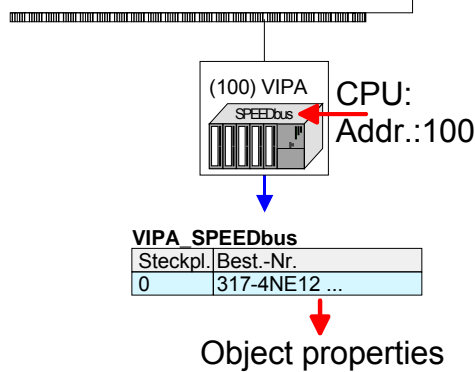 (100) VIPA
SPEEDbus
CPU:
Addr.:100
VIPA_SPEEDbus
Steckpl. Best.-Nr.
0 317-4NE12 ...
Object properties